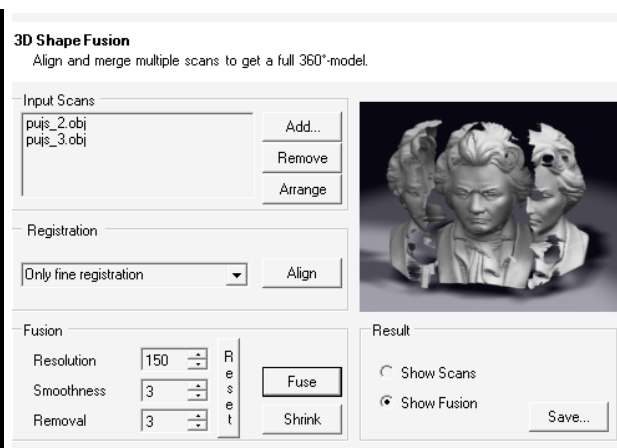 3D Shape Fusion
Align and merge multiple scans to get a full 360°-model.
Input Scans
pujs_2.obj
pujs_3.obj
Add...
Remove
Arrange
Registration
Only fine registration
Align
Fusion
Resolution 150
Smoothness 3
Removal 3
Reset
Fuse
Shrink
Result
Show Scans
Show Fusion
Save...